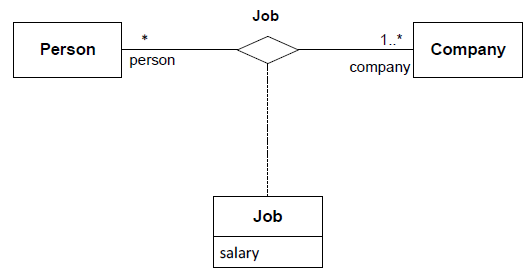 Job
Person
*
person
1..*
company
Company
Job
salary